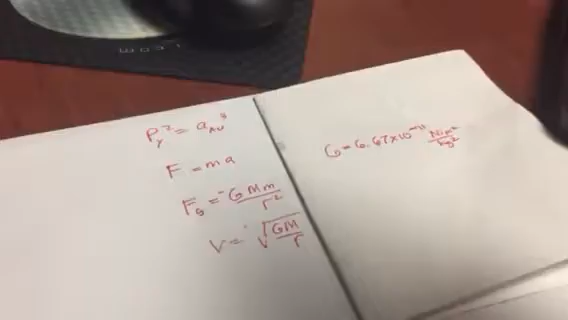 P_y² = a_AU³
F = ma
F_g = -GMm/r²
V = √GM/r
G = 6.67×10⁻¹¹ Nm²/kg²